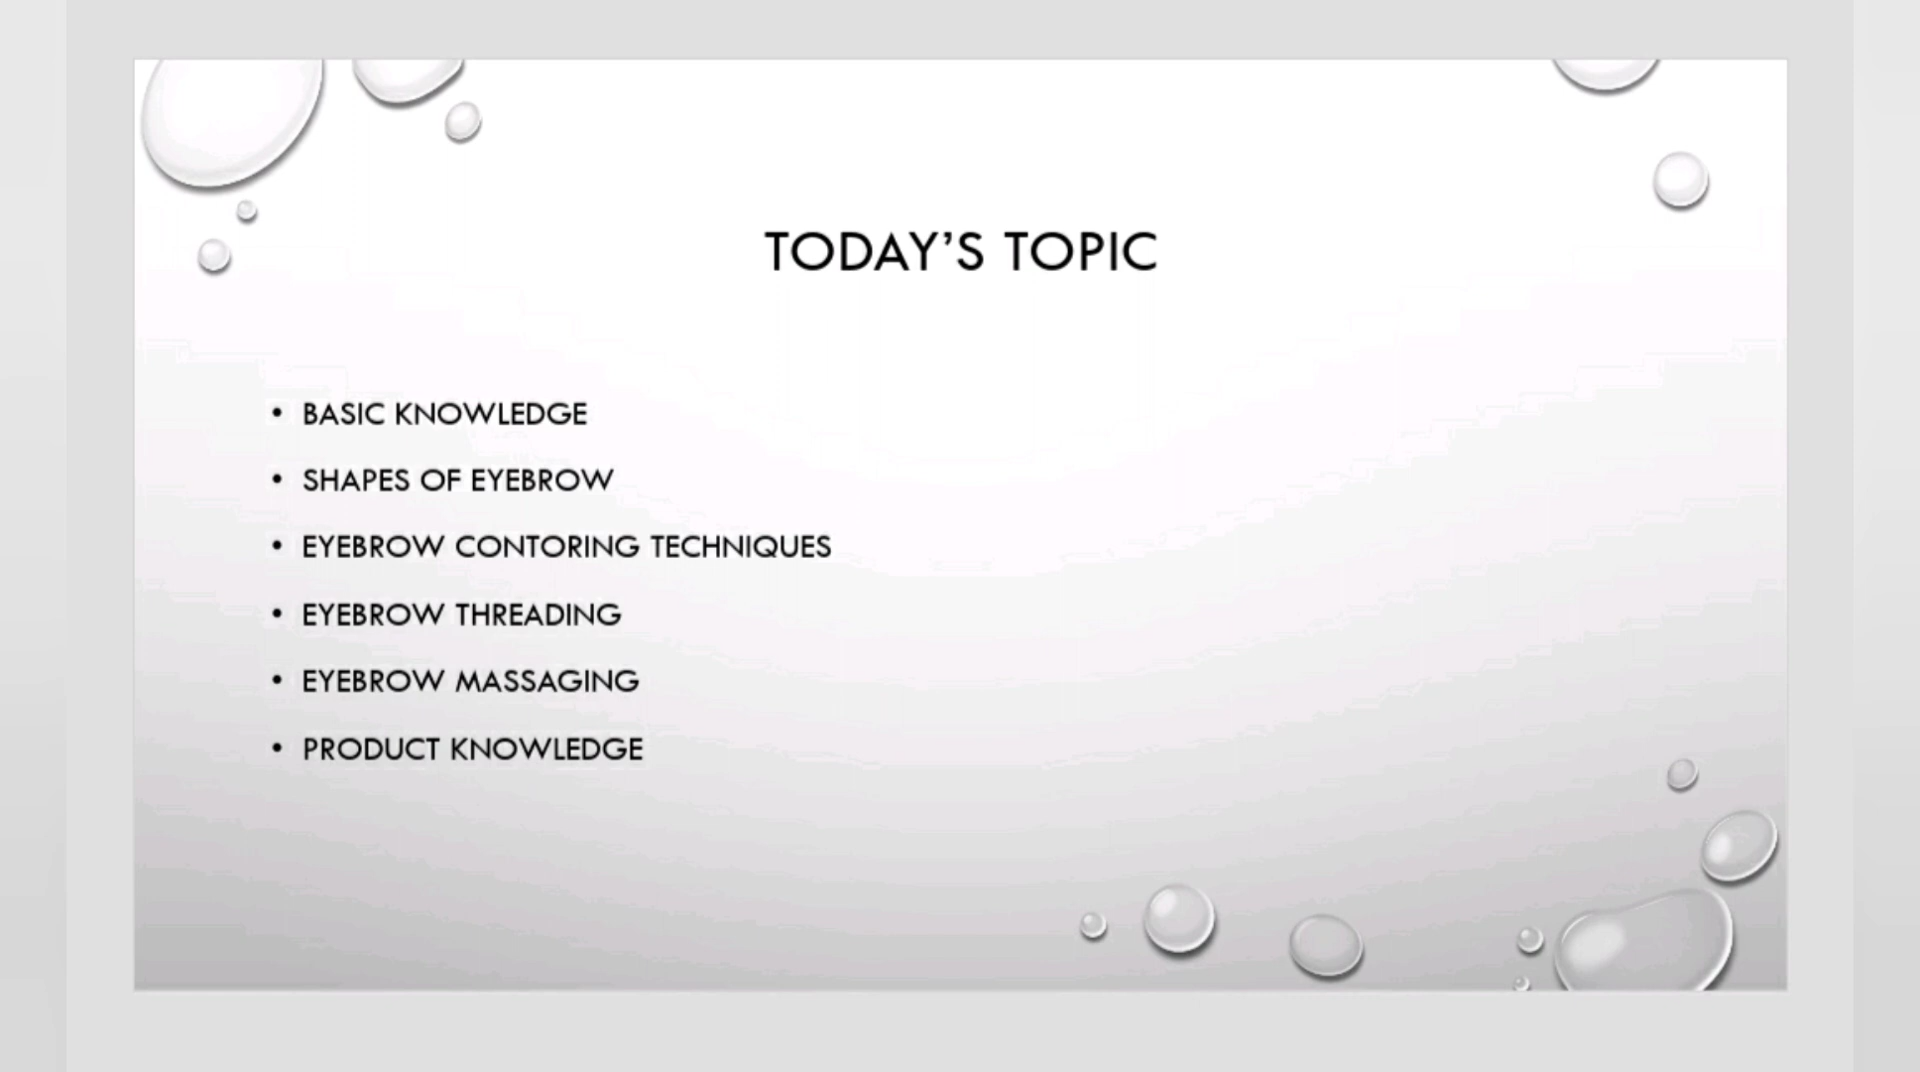 TODAY’S TOPIC
• BASIC KNOWLEDGE
• SHAPES OF EYEBROW
• EYEBROW CONTORING TECHNIQUES
• EYEBROW THREADING
• EYEBROW MASSAGING
• PRODUCT KNOWLEDGE